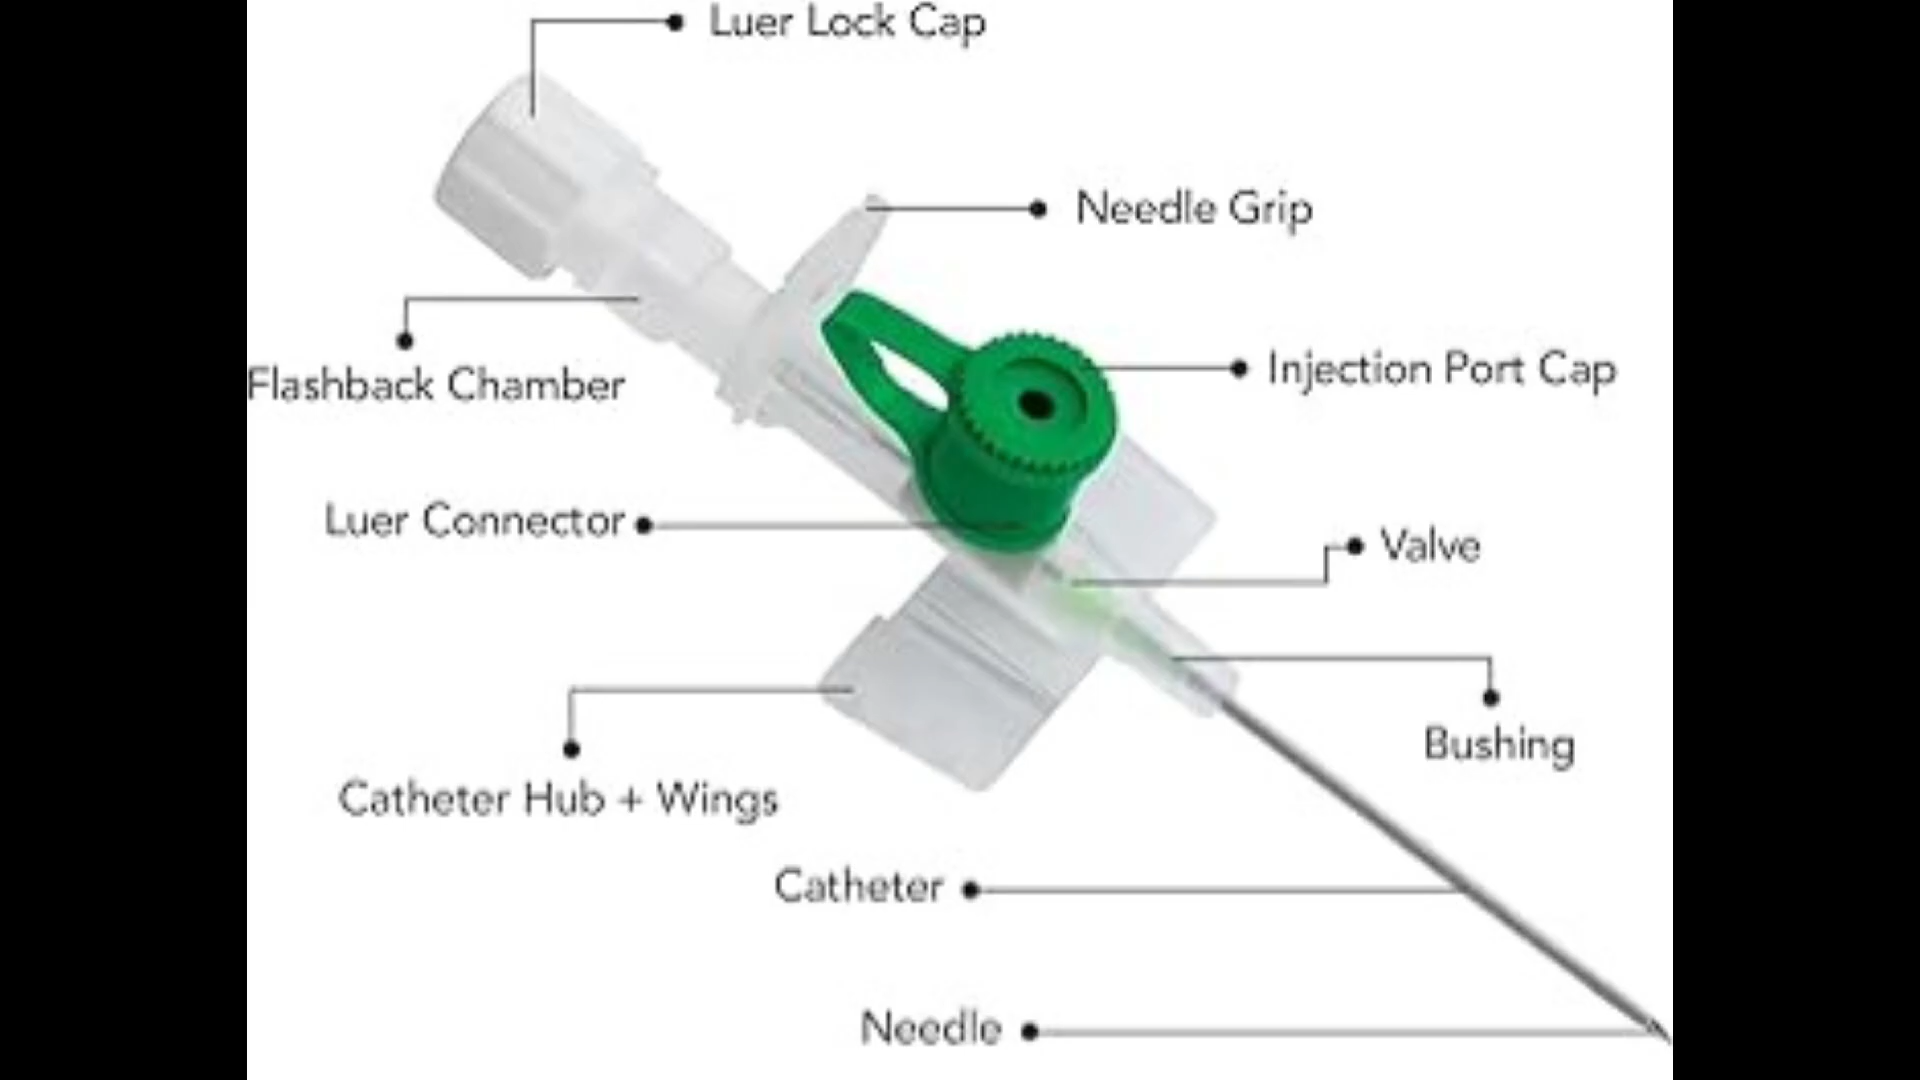 Luer Lock Cap
Needle Grip
Flashback Chamber
Injection Port Cap
Luer Connector
Valve
Bushing
Catheter Hub + Wings
Catheter
Needle